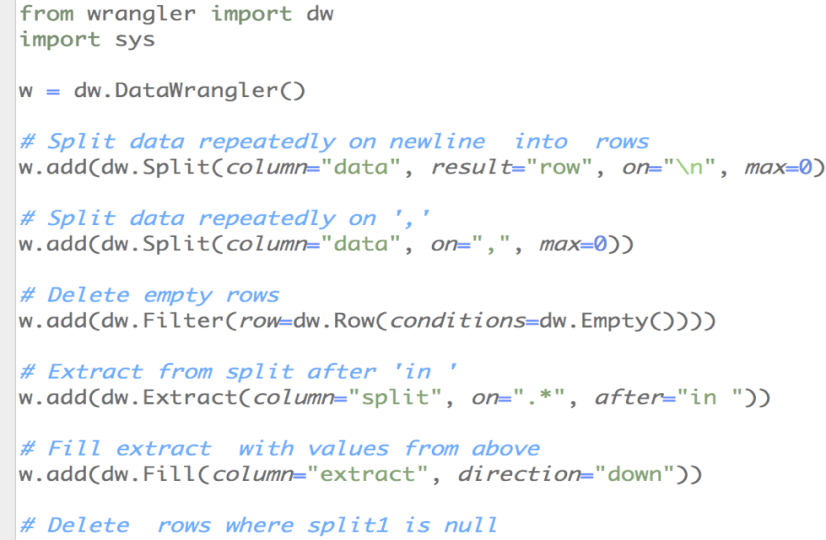 from wrangler import dw
import sys
w = dw.DataWrangler()
# Split data repeatedly on newline  into  rows
w.add(dw.Split(column="data", result="row", on="\n", max=0)
# Split data repeatedly on ','
w.add(dw.Split(column="data", on=",", max=0))
# Delete empty rows
w.add(dw.Filter(row=dw.Row(conditions=dw.Empty())))
# Extract from split after 'in '
w.add(dw.Extract(column="split", on=".*", after="in "))
# Fill extract  with values from above
w.add(dw.Fill(column="extract", direction="down"))
# Delete  rows where split1 is null